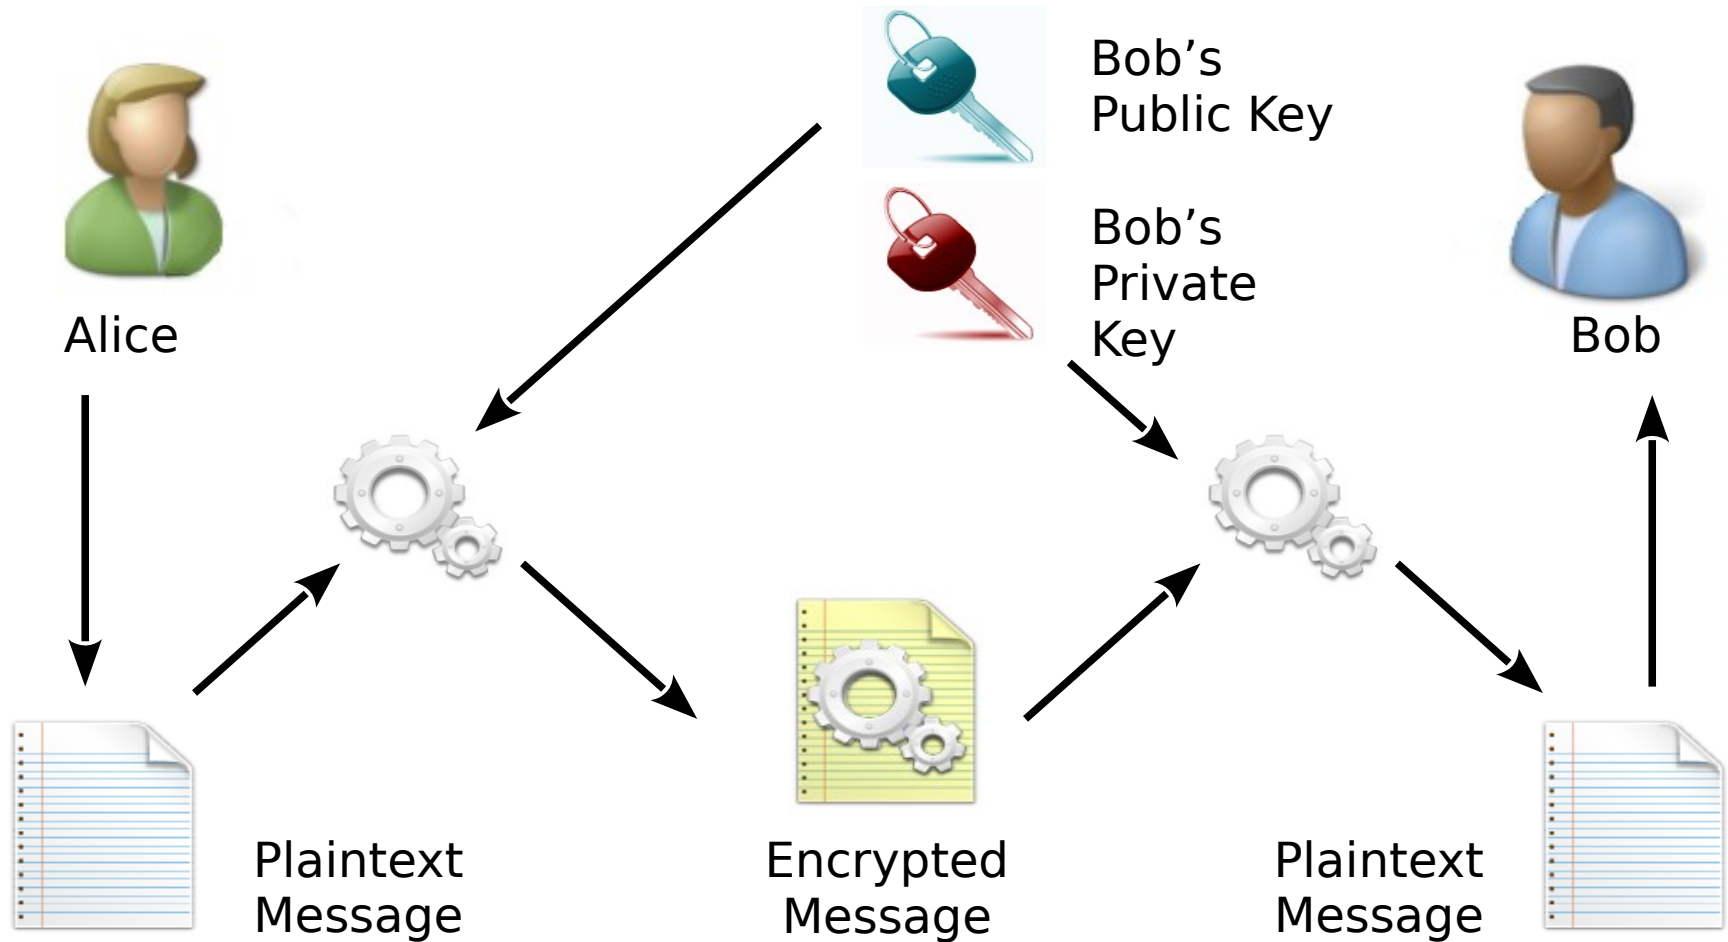 Bob’s
Public Key
Bob’s
Private
Key
Alice
Bob
Plaintext
Message
Encrypted
Message
Plaintext
Message